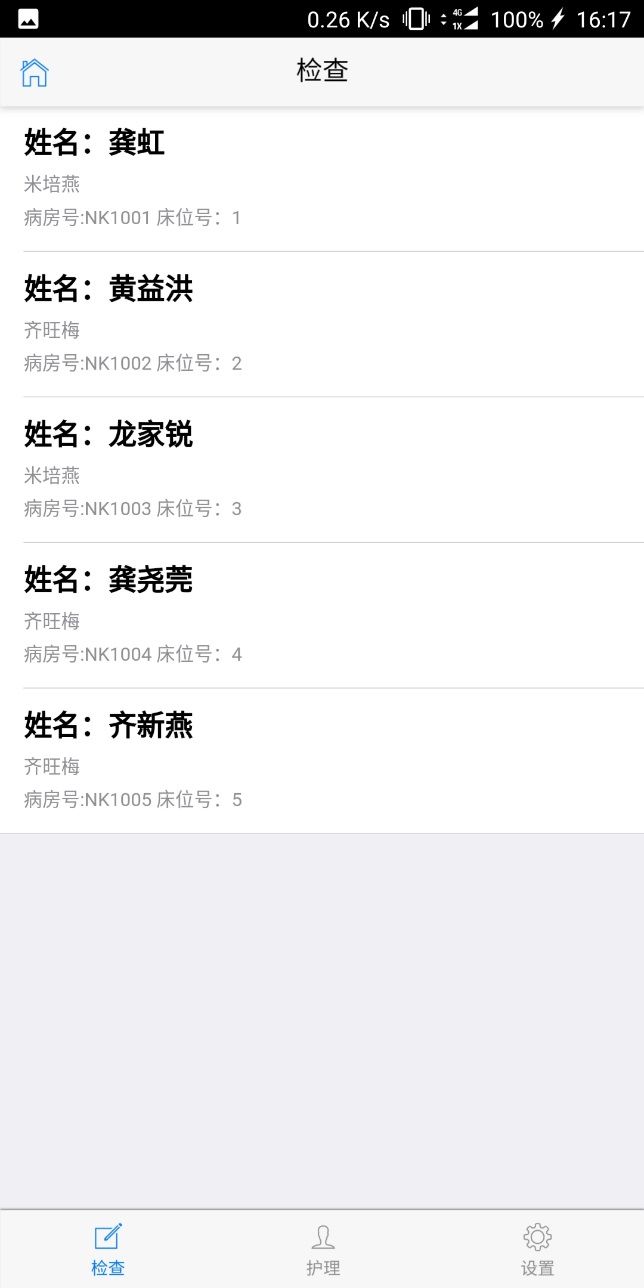 0.26 K/s 4G 1X 100% 16:17
检查
姓名：龚虹
米培燕
病房号:NK1001 床位号：1
姓名：黄益洪
齐旺梅
病房号:NK1002 床位号：2
姓名：龙家锐
米培燕
病房号:NK1003 床位号：3
姓名：龚尧莞
齐旺梅
病房号:NK1004 床位号：4
姓名：齐新燕
齐旺梅
病房号:NK1005 床位号：5
检查 护理 设置